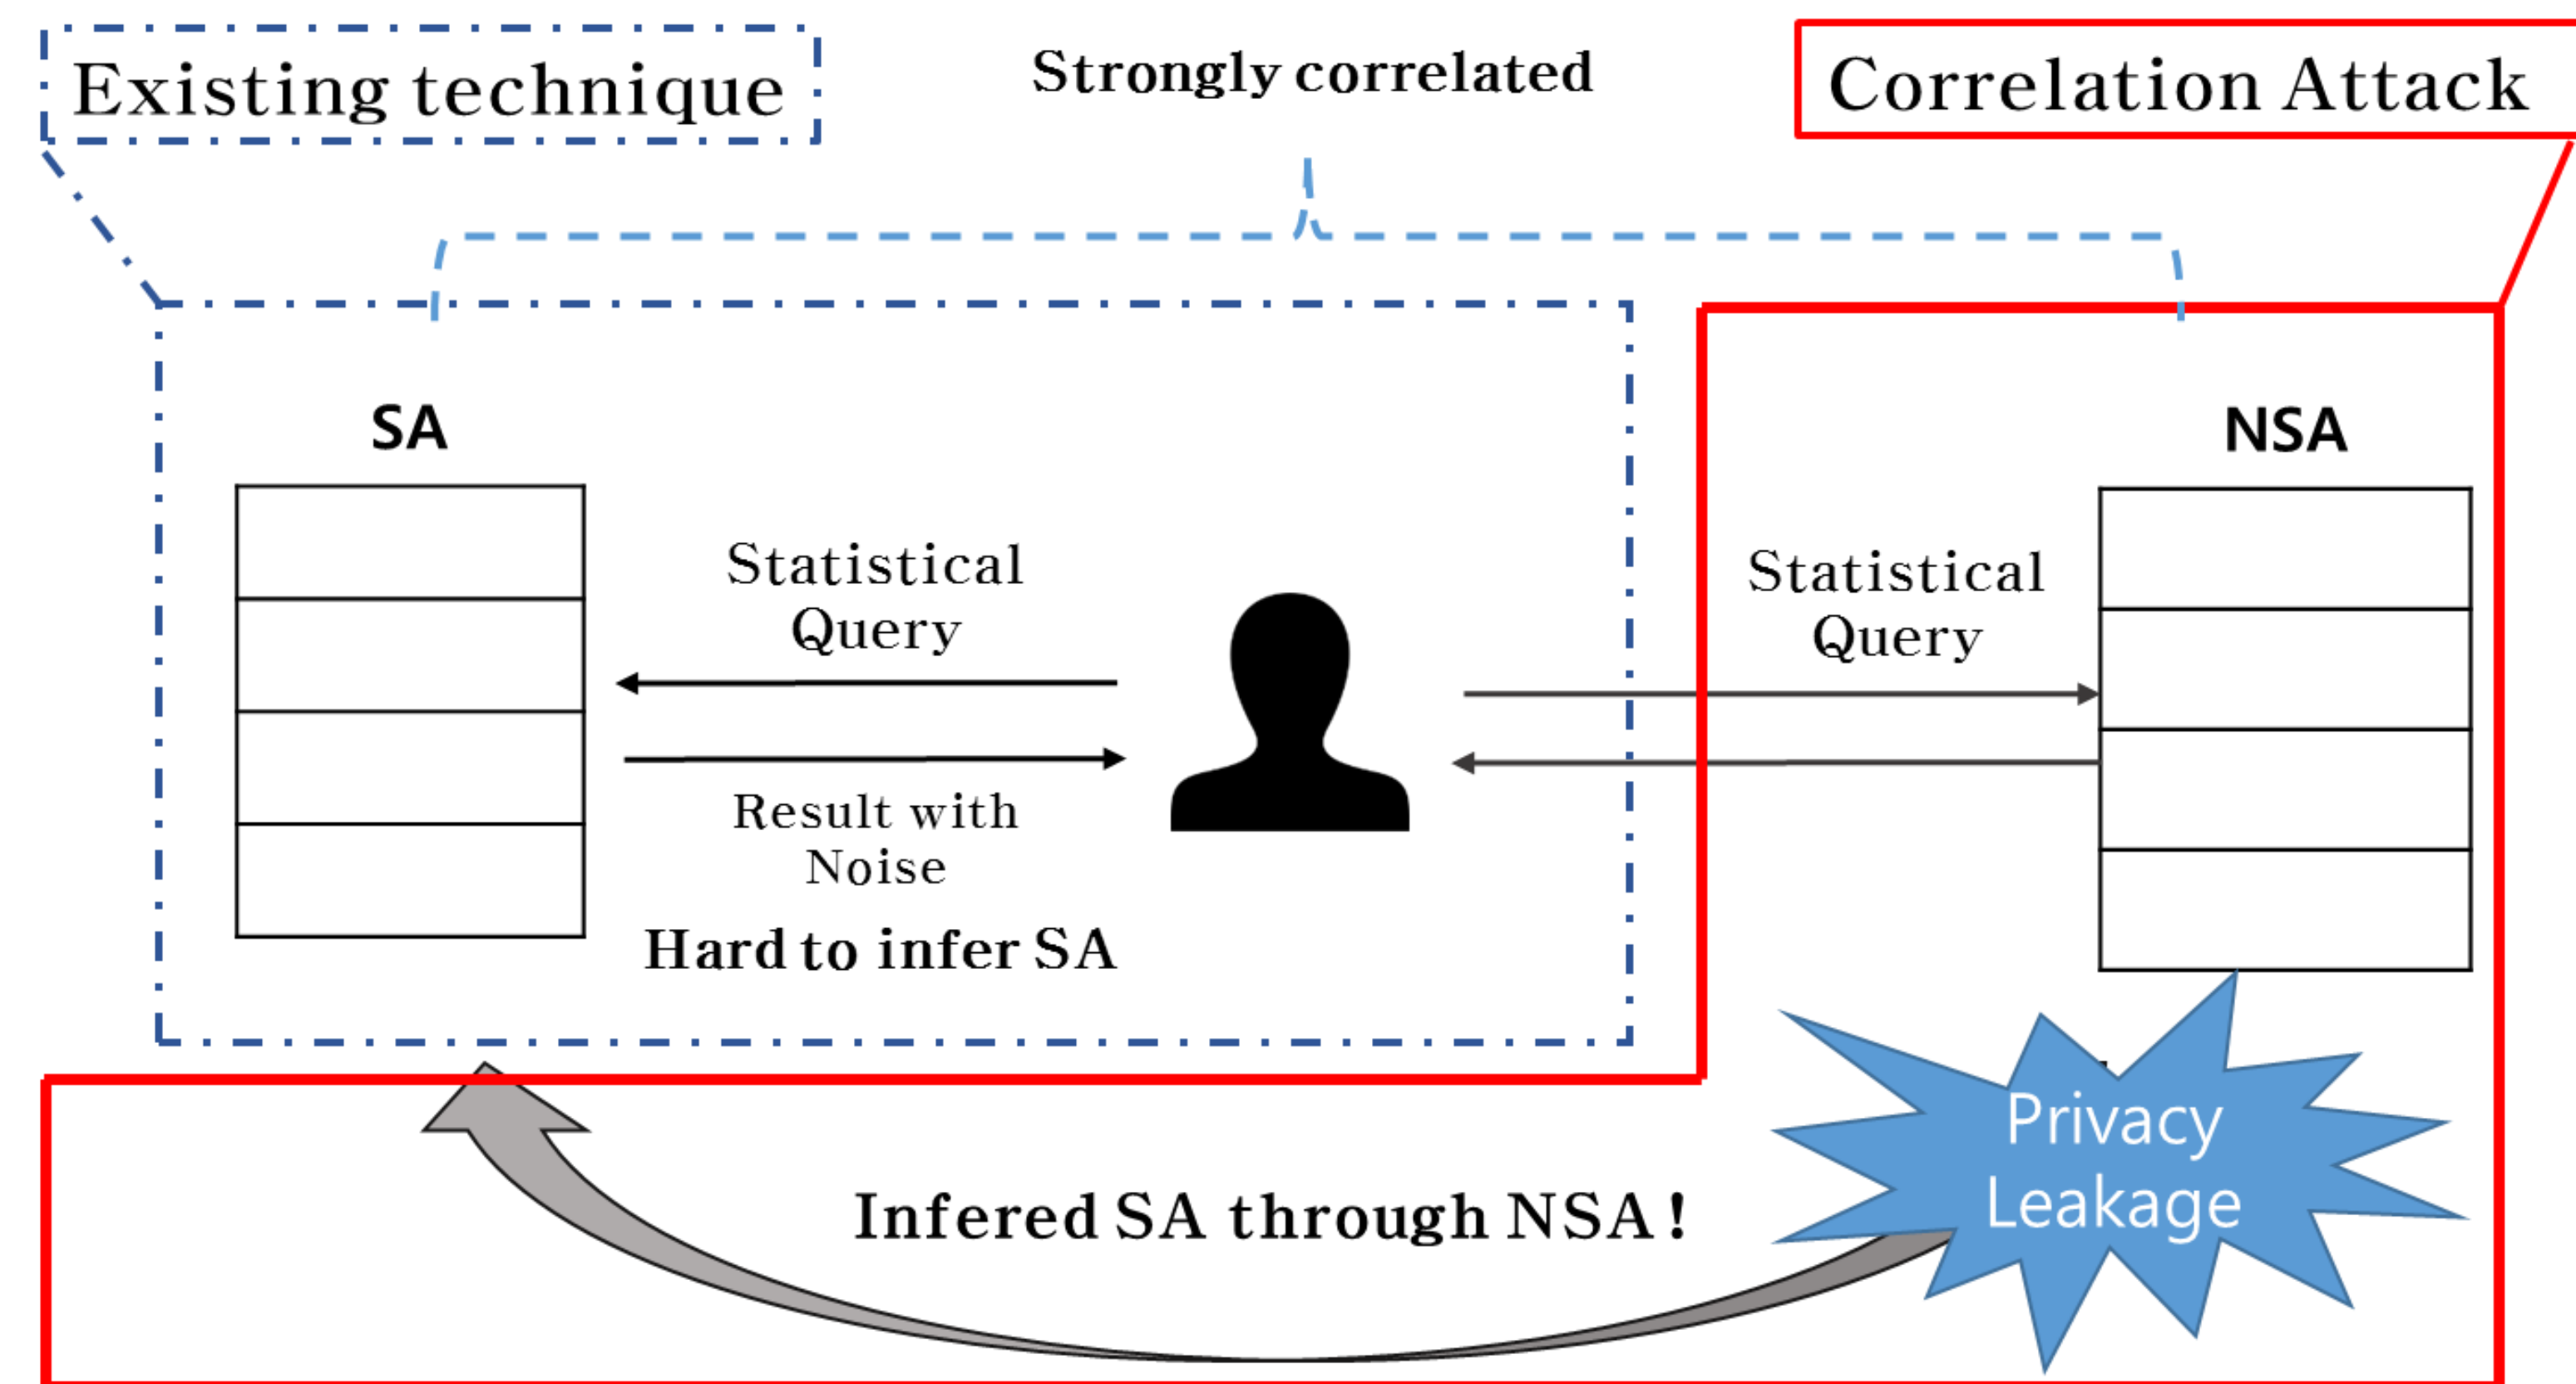 Existing technique
Strongly correlated
Correlation Attack
SA
NSA
Statistical
Query
Statistical
Query
Result with
Noise
Hard to infer SA
Privacy
Leakage
Infered SA through NSA!